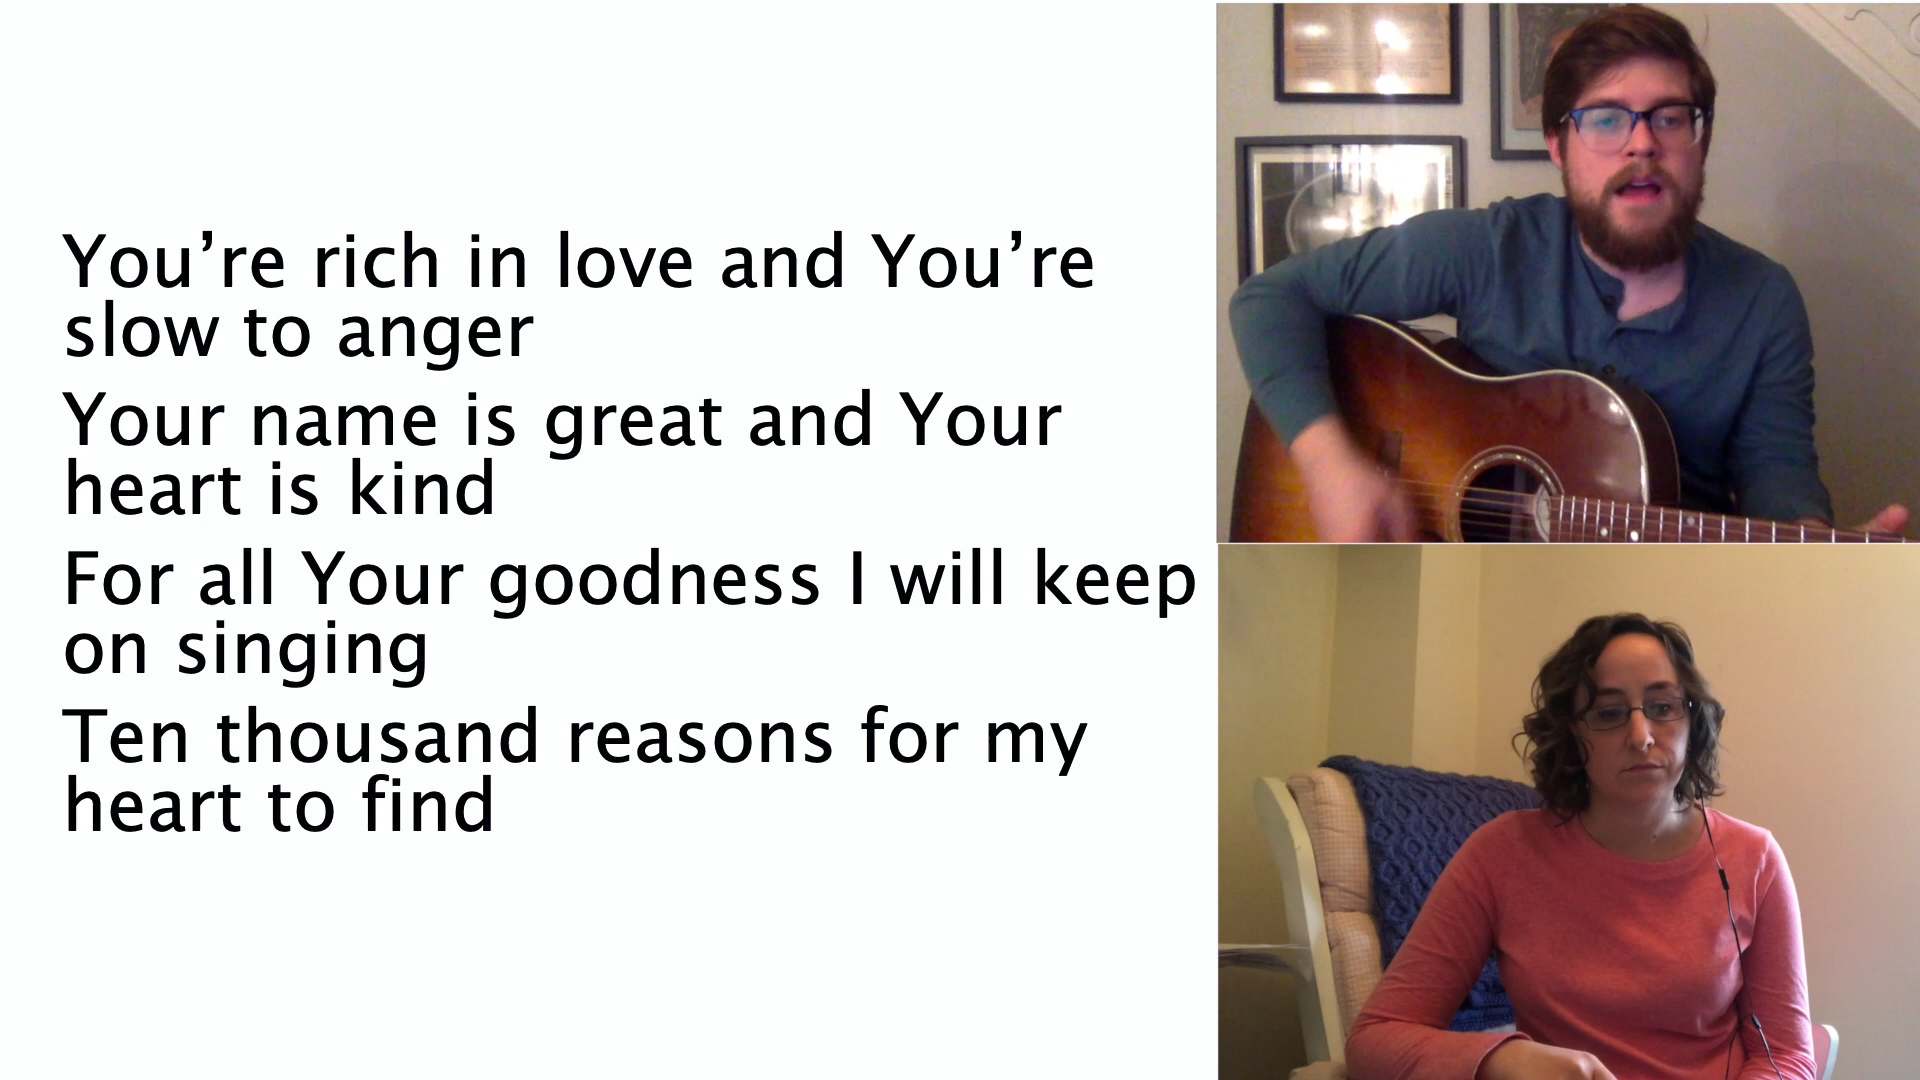 You’re rich in love and You’re
slow to anger
Your name is great and Your
heart is kind
For all Your goodness I will keep
on singing
Ten thousand reasons for my
heart to find